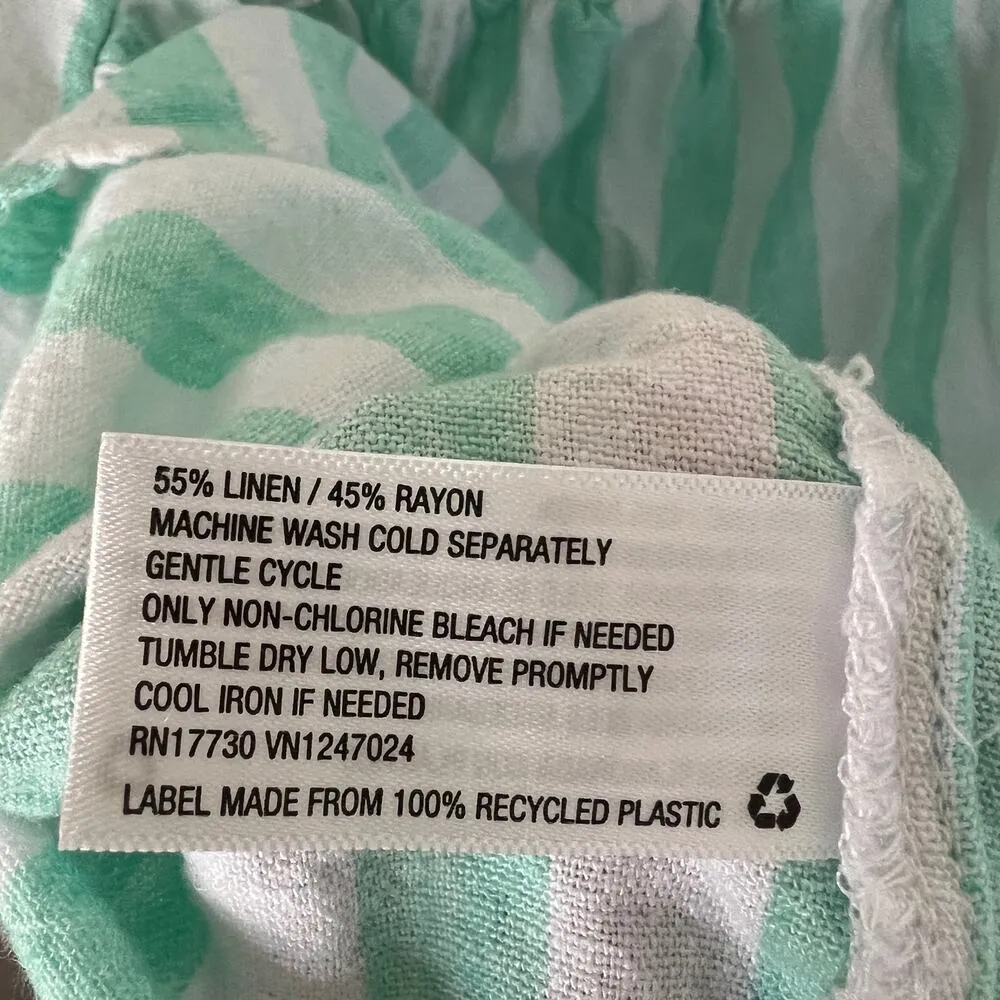 55% LINEN / 45% RAYON
MACHINE WASH COLD SEPARATELY
GENTLE CYCLE
ONLY NON-CHLORINE BLEACH IF NEEDED
TUMBLE DRY LOW, REMOVE PROMPTLY
COOL IRON IF NEEDED
RN17730 VN1247024
LABEL MADE FROM 100% RECYCLED PLASTIC